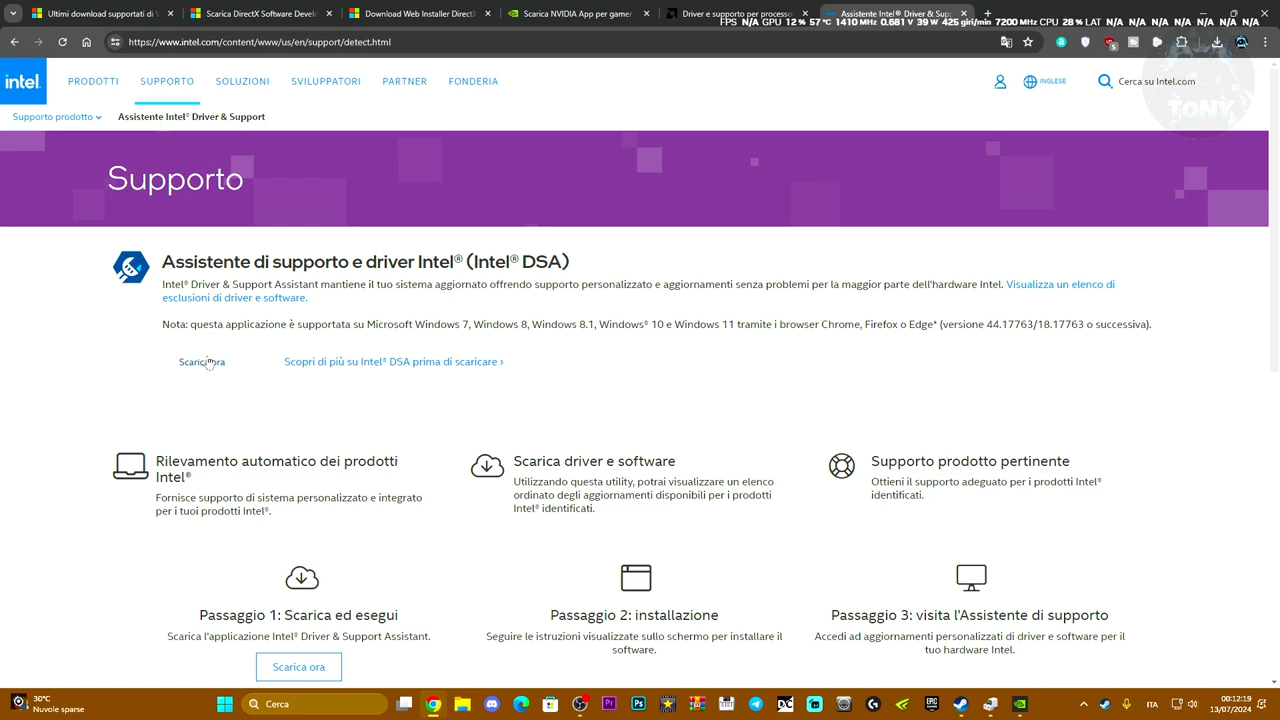 Ultimi download supportati di V
Scarica DirectX Software Develo
Download Web Installer DirectX
Scarica NVIDIA App per gamer
Driver e supporto per processo
Assistente Intel® Driver & Supp
FPS N/A GPU 12 % 57 °C 1410 MHz 0.681 V 39 W 425 giri/min 7200 MHz CPU 28 % LAT N/A N/A N/A N/A N/A N/A N/A
https://www.intel.com/content/www/us/en/support/detect.html
intel.
PRODOTTI
SUPPORTO
SOLUZIONI
SVILUPPATORI
PARTNER
FONDERIA
INGLESE
Cerca su Intel.com
TONY
Supporto prodotto
Assistente Intel® Driver & Support
Supporto
Assistente di supporto e driver Intel® (Intel® DSA)
Intel® Driver & Support Assistant mantiene il tuo sistema aggiornato offrendo supporto personalizzato e aggiornamenti senza problemi per la maggior parte dell'hardware Intel. Visualizza un elenco di
esclusioni di driver e software.
Nota: questa applicazione è supportata su Microsoft Windows 7, Windows 8, Windows 8.1, Windows® 10 e Windows 11 tramite i browser Chrome, Firefox o Edge* (versione 44.17763/18.17763 o successiva).
Scarica ora
Scopri di più su Intel® DSA prima di scaricare ›
Rilevamento automatico dei prodotti
Intel®
Fornisce supporto di sistema personalizzato e integrato
per i tuoi prodotti Intel®.
Scarica driver e software
Utilizzando questa utility, potrai visualizzare un elenco
ordinato degli aggiornamenti disponibili per i prodotti
Intel® identificati.
Supporto prodotto pertinente
Ottieni il supporto adeguato per i prodotti Intel®
identificati.
Passaggio 1: Scarica ed esegui
Scarica l'applicazione Intel® Driver & Support Assistant.
Scarica ora
Passaggio 2: installazione
Seguire le istruzioni visualizzate sullo schermo per installare il
software.
Passaggio 3: visita l'Assistente di supporto
Accedi ad aggiornamenti personalizzati di driver e software per il
tuo hardware Intel.
30°C
Nuvole sparse
Cerca
ITA
00:12:19
13/07/2024